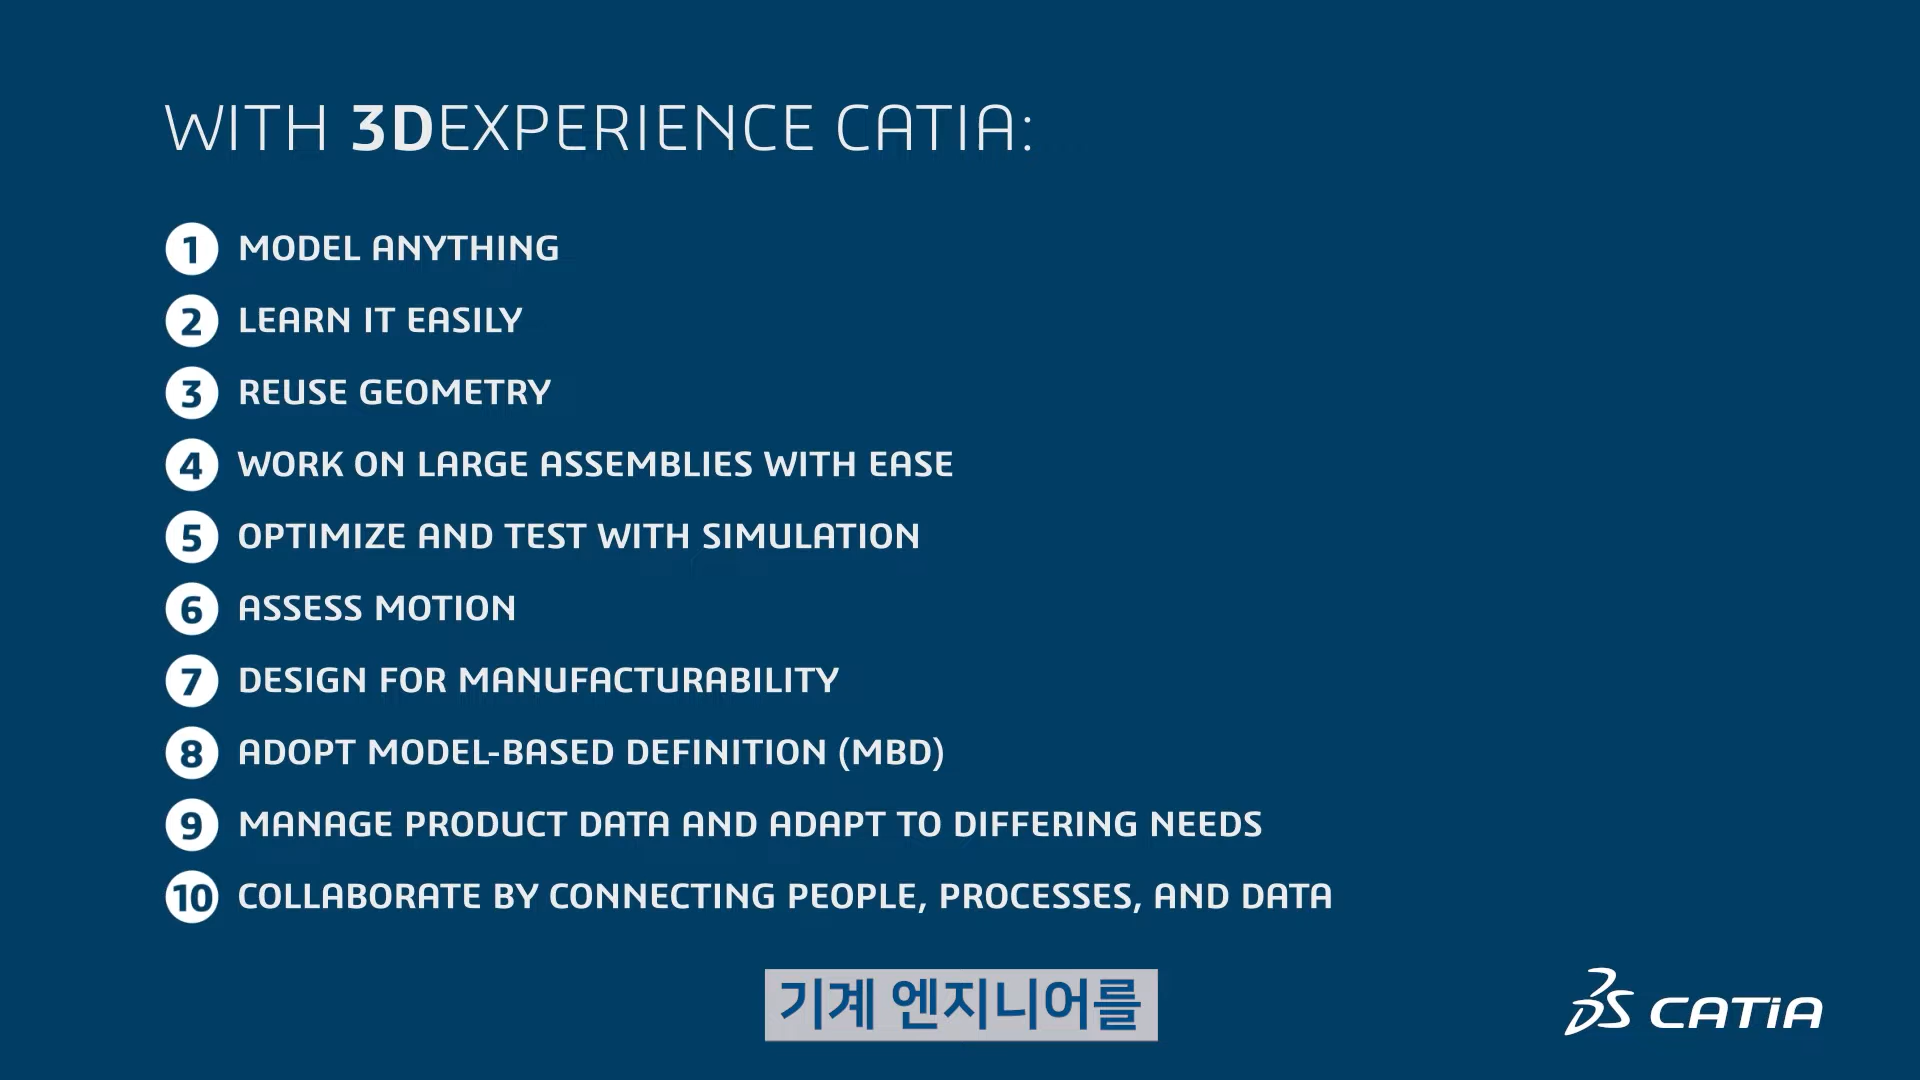 WITH 3DEXPERIENCE CATIA:
1 MODEL ANYTHING
2 LEARN IT EASILY
3 REUSE GEOMETRY
4 WORK ON LARGE ASSEMBLIES WITH EASE
5 OPTIMIZE AND TEST WITH SIMULATION
6 ASSESS MOTION
7 DESIGN FOR MANUFACTURABILITY
8 ADOPT MODEL-BASED DEFINITION (MBD)
9 MANAGE PRODUCT DATA AND ADAPT TO DIFFERING NEEDS
10 COLLABORATE BY CONNECTING PEOPLE, PROCESSES, AND DATA
기계 엔지니어를
3DS CATIA